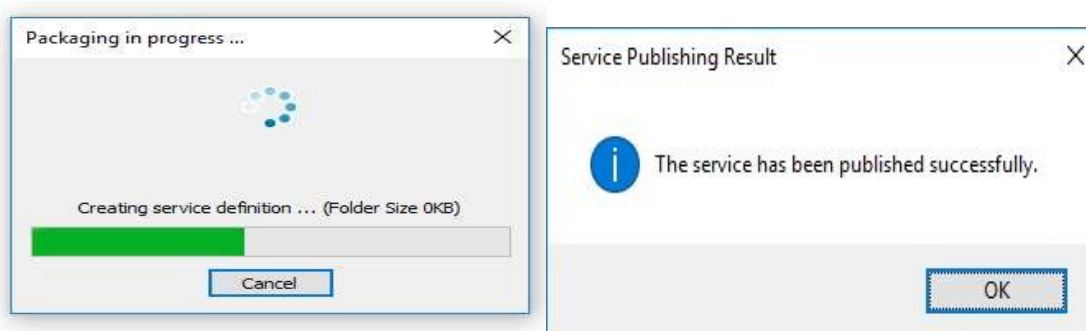 Packaging in progress ...
Creating service definition ... (Folder Size 0KB)
Cancel
Service Publishing Result
The service has been published successfully.
OK